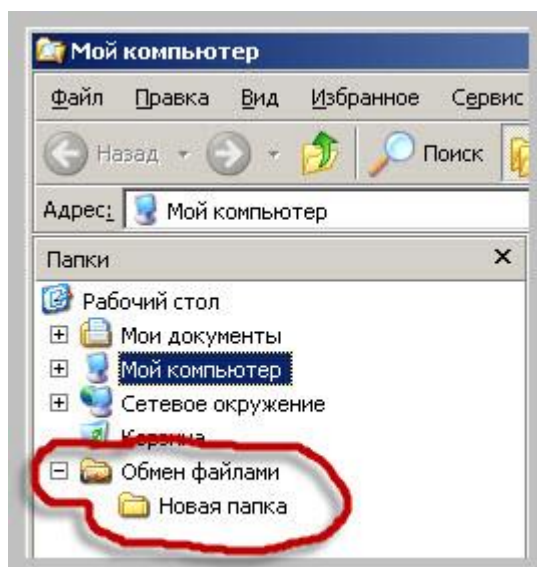 Мой компьютер
Файл Правка Вид Избранное Сервис
Назад Поиск
Адрес: Мой компьютер
Папки
Рабочий стол
Мои документы
Мой компьютер
Сетевое окружение
Корзина
Обмен файлами
Новая папка